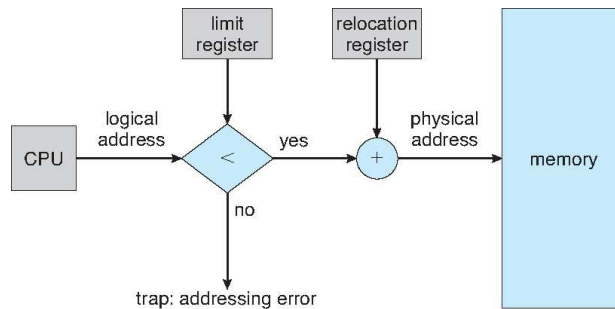 limit
register
relocation
register
logical
address
physical
address
CPU
<
yes
+
memory
no
trap: addressing error